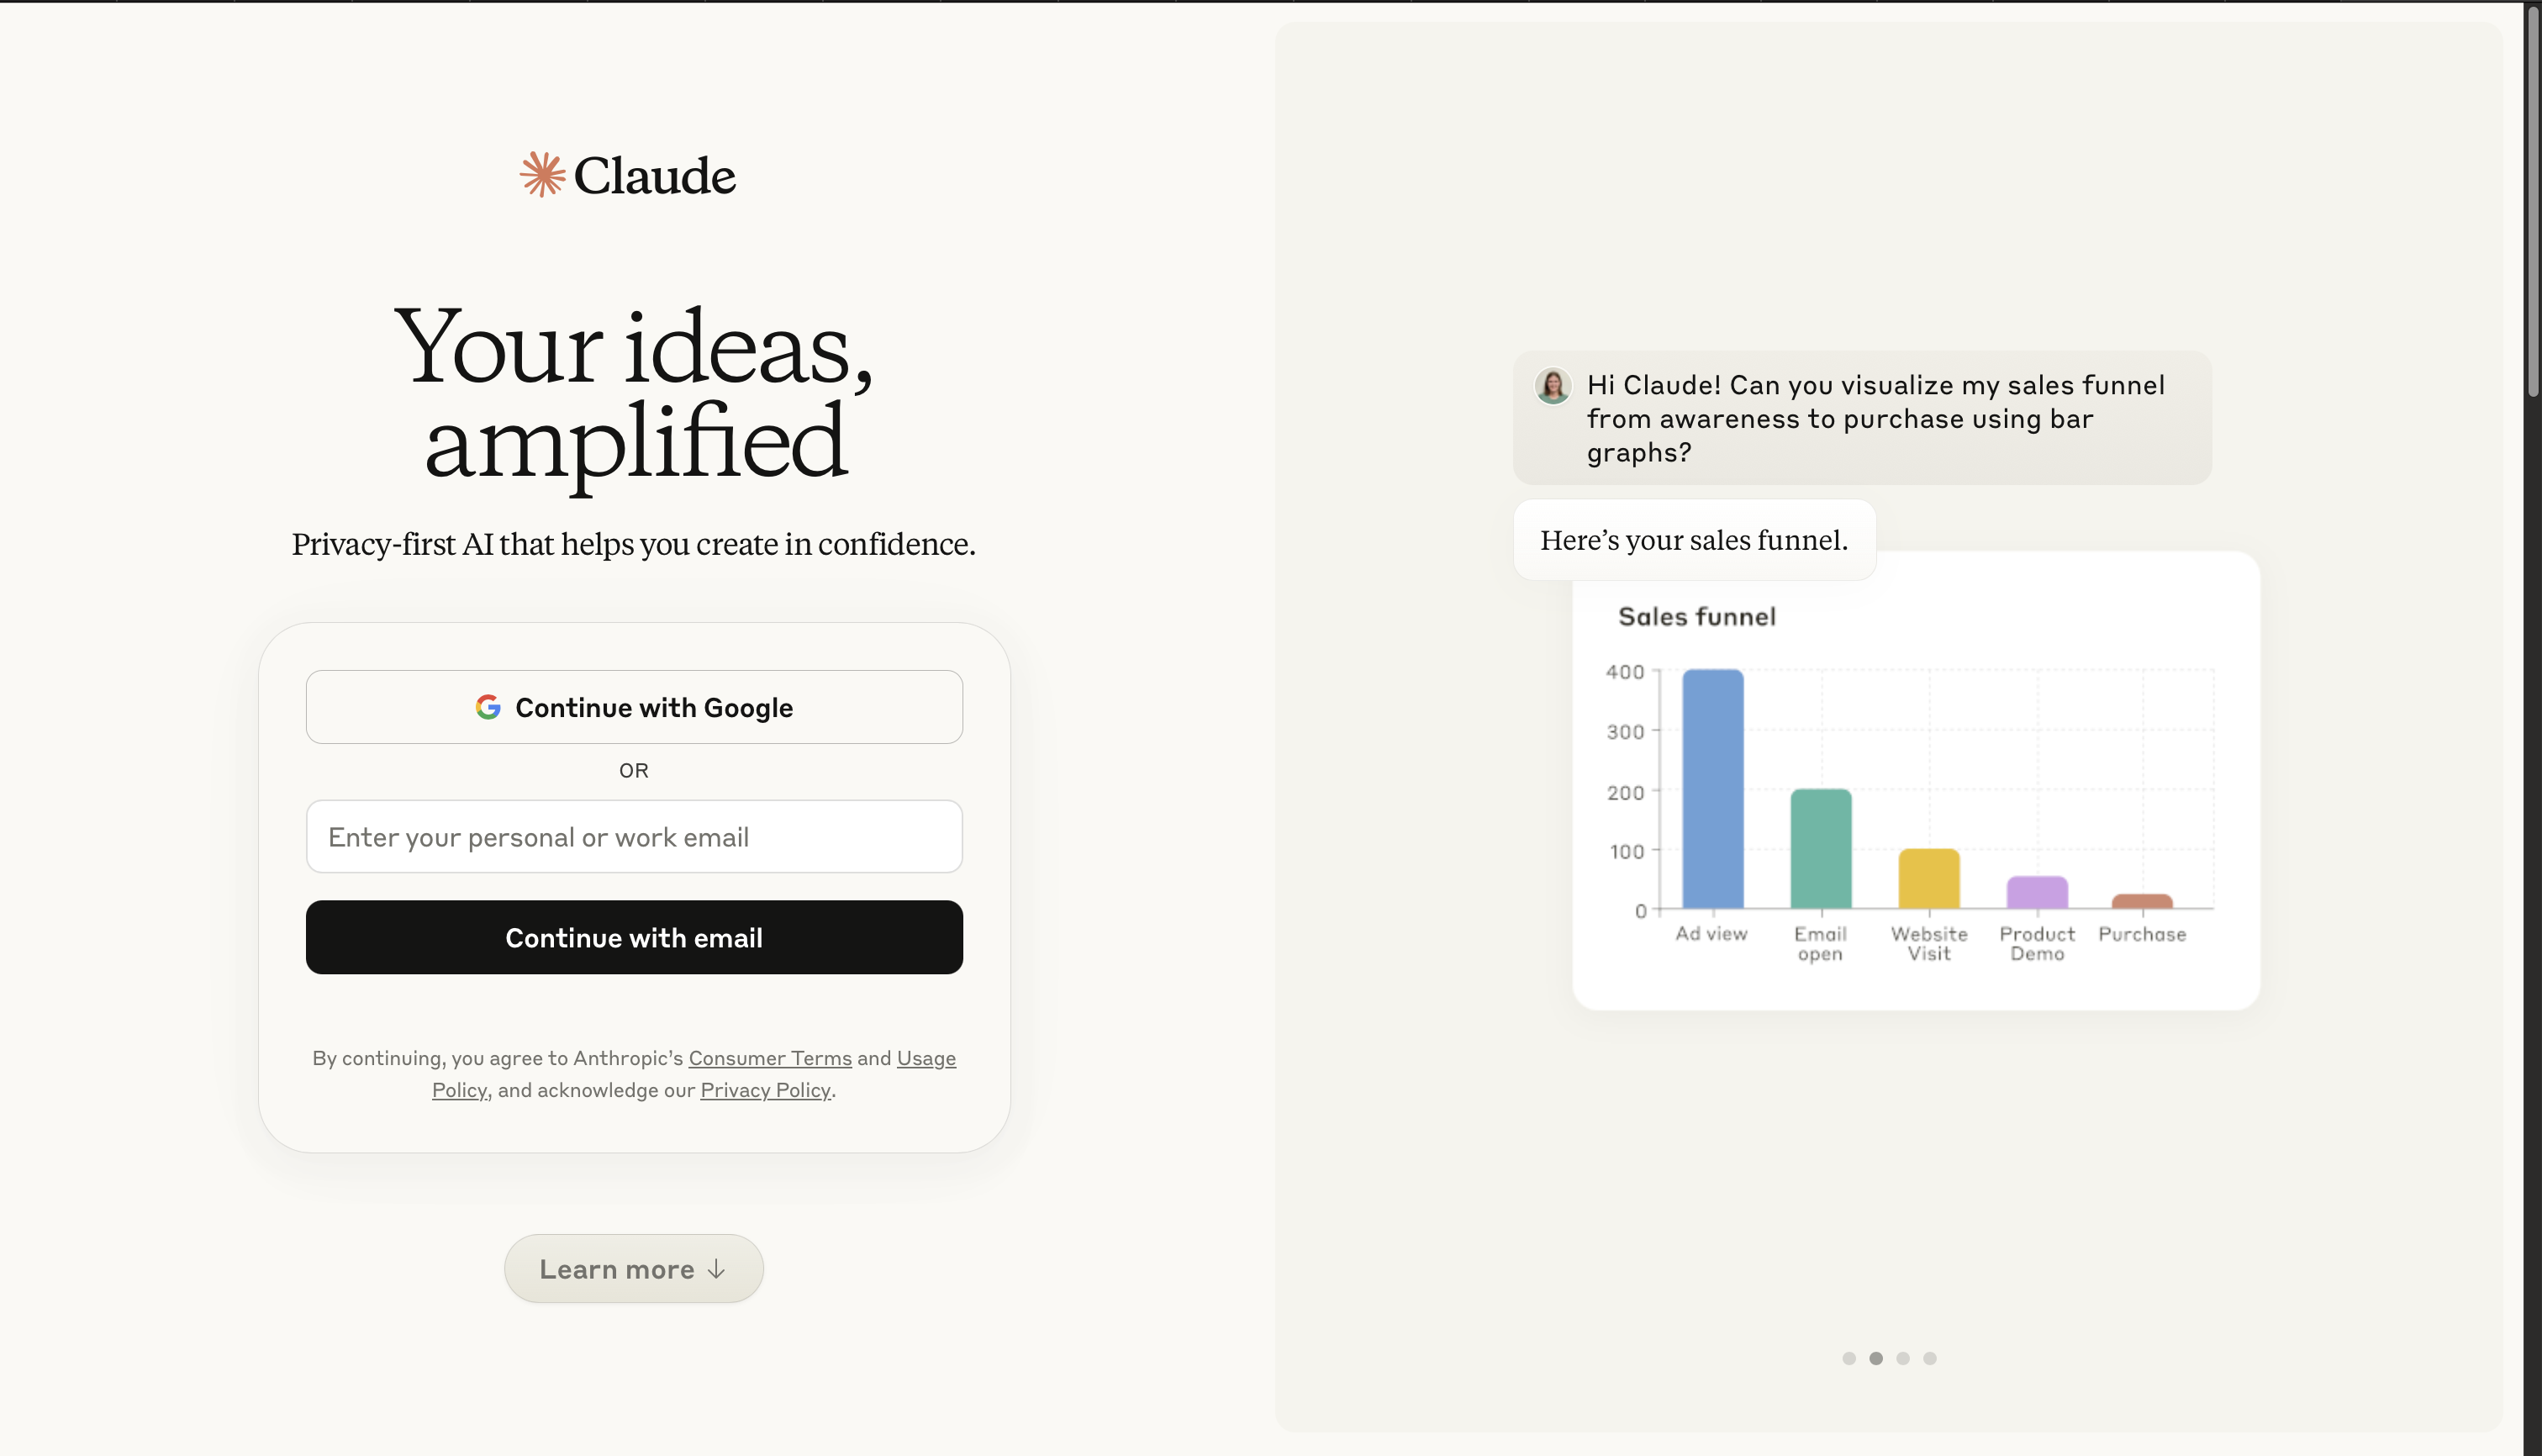 Claude
Your ideas,
amplified
Privacy-first AI that helps you create in confidence.
Continue with Google
OR
Enter your personal or work email
Continue with email
By continuing, you agree to Anthropic’s Consumer Terms and Usage
Policy, and acknowledge our Privacy Policy.
Learn more ↓
Hi Claude! Can you visualize my sales funnel
from awareness to purchase using bar
graphs?
Here’s your sales funnel.
Sales funnel
400
300
200
100
0
Ad view
Email
open
Website
Visit
Product
Demo
Purchase